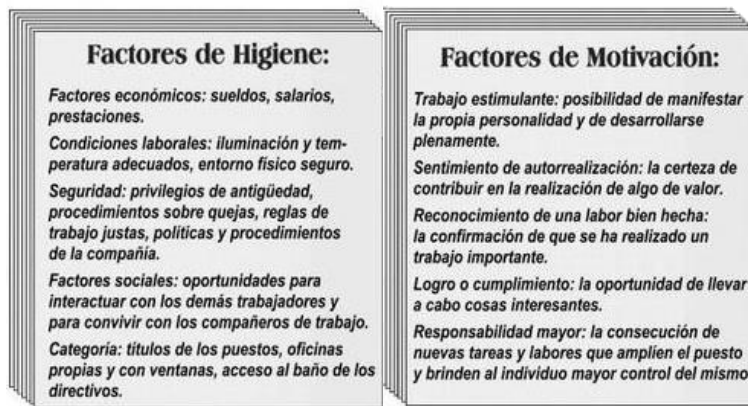 Factores de Higiene:
Factores económicos: sueldos, salarios,
prestaciones.
Condiciones laborales: iluminación y tem-
peratura adecuados, entorno físico seguro.
Seguridad: privilegios de antigüedad,
procedimientos sobre quejas, reglas de
trabajo justas, políticas y procedimientos
de la compañía.
Factores sociales: oportunidades para
interactuar con los demás trabajadores y
para convivir con los compañeros de trabajo.
Categoría: títulos de los puestos, oficinas
propias y con ventanas, acceso al baño de los
directivos.
Factores de Motivación:
Trabajo estimulante: posibilidad de manifestar
la propia personalidad y de desarrollarse
plenamente.
Sentimiento de autorrealización: la certeza de
contribuir en la realización de algo de valor.
Reconocimiento de una labor bien hecha:
la confirmación de que se ha realizado un
trabajo importante.
Logro o cumplimiento: la oportunidad de llevar
a cabo cosas interesantes.
Responsabilidad mayor: la consecución de
nuevas tareas y labores que amplíen el puesto
y brinden al individuo mayor control del mismo